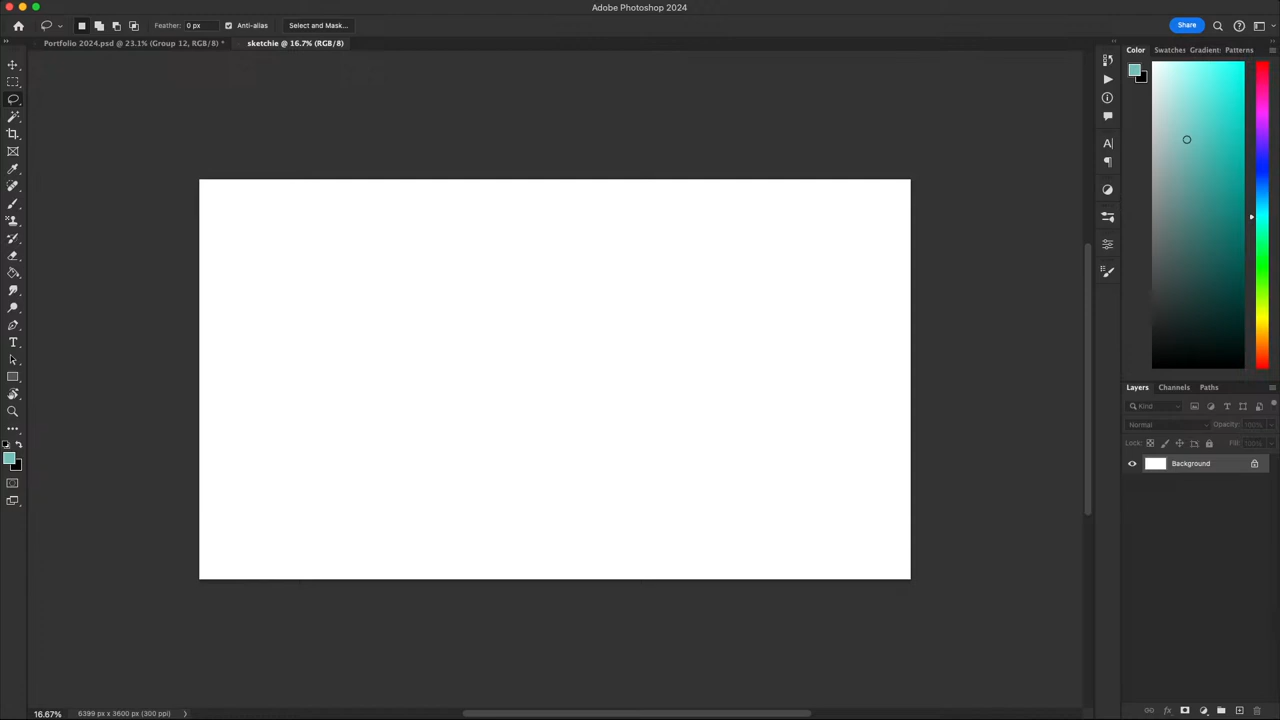 Adobe Photoshop 2024
Feather: 0 px Anti-alias Select and Mask... Share
Portfolio 2024.psd @ 23.1% (Group 12, RGB/8) * sketchie @ 16.7% (RGB/8)
Color Swatches Gradient: Patterns
Layers Channels Paths
Kind
Normal Opacity: 100%
Lock: Fill: 100%
Background
16.67% 6399 px x 3600 px (300 ppi)